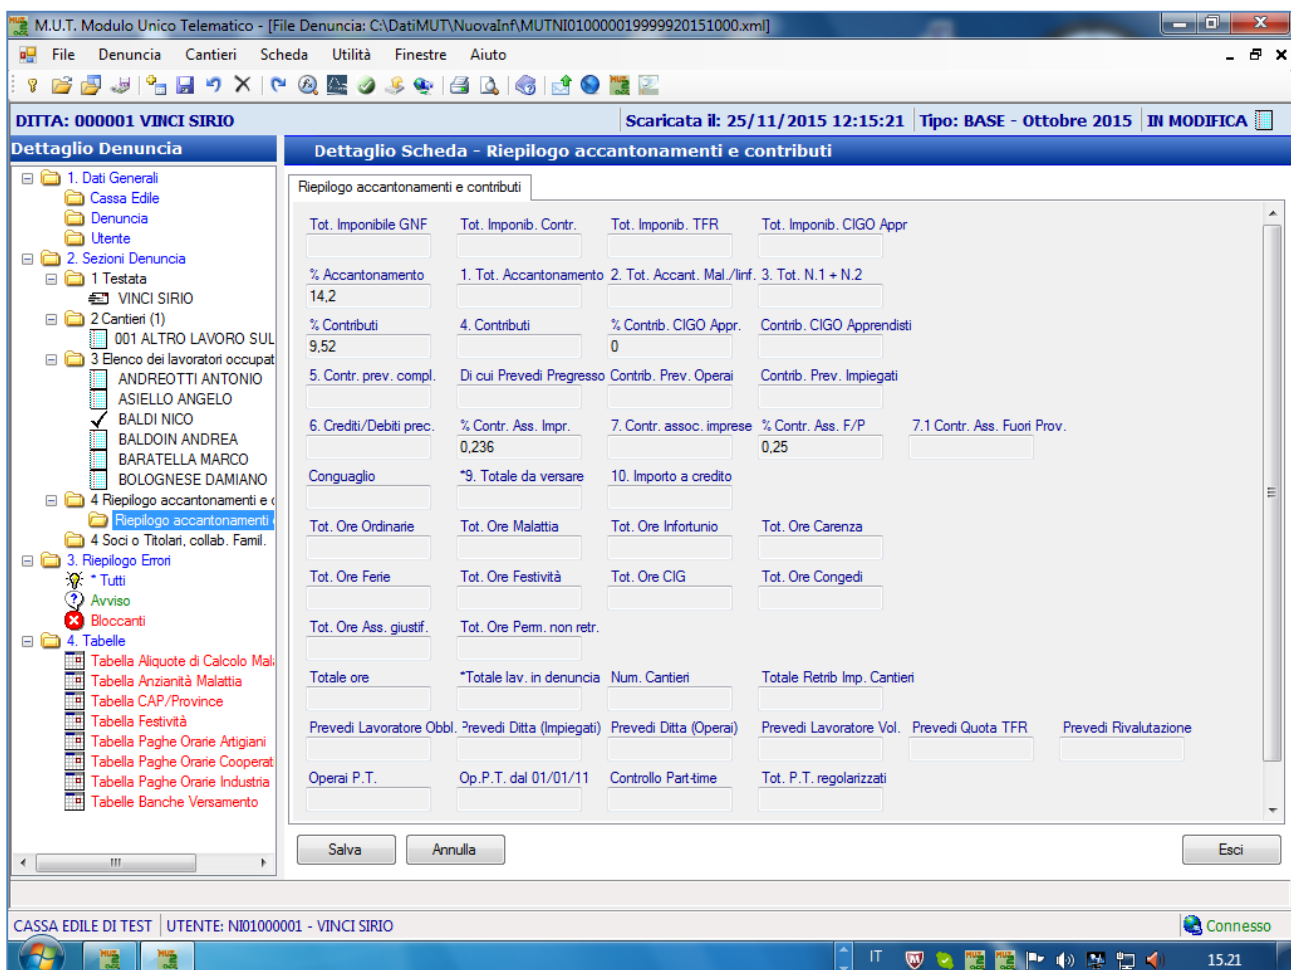 M.U.T. Modulo Unico Telematico - [File Denuncia: C:\DatiMUT\NuovaInf\MUTNI01000001999992015​1000.xml]
File Denuncia Cantieri Scheda Utilità Finestre Aiuto
DITTA: 000001 VINCI SIRIO Scaricata il: 25/11/2015 12:15:21 Tipo: BASE - Ottobre 2015 IN MODIFICA
Dettaglio Denuncia
1. Dati Generali
Cassa Edile
Denuncia
Utente
2. Sezioni Denuncia
1 Testata
VINCI SIRIO
2 Cantieri (1)
001 ALTRO LAVORO SUL
3 Elenco dei lavoratori occupat
ANDREOTTI ANTONIO
ASIELLO ANGELO
BALDI NICO
BALDOIN ANDREA
BARATELLA MARCO
BOLOGNESE DAMIANO
4 Riepilogo accantonamenti e c
Riepilogo accantonamenti e
4 Soci o Titolari, collab. Famil.
3. Riepilogo Errori
* Tutti
Avviso
Bloccanti
4. Tabelle
Tabella Aliquote di Calcolo Mala
Tabella Anzianità Malattia
Tabella CAP/Province
Tabella Festività
Tabella Paghe Orarie Artigiani
Tabella Paghe Orarie Cooperat
Tabella Paghe Orarie Industria
Tabelle Banche Versamento
Dettaglio Scheda - Riepilogo accantonamenti e contributi
Riepilogo accantonamenti e contributi
Tot. Imponibile GNF Tot. Imponib. Contr. Tot. Imponib. TFR Tot. Imponib. CIGO Appr
% Accantonamento 1. Tot. Accantonamento 2. Tot. Accant. Mal./Inf. 3. Tot. N.1 + N.2
14,2
% Contributi 4. Contributi % Contrib. CIGO Appr. Contrib. CIGO Apprendisti
9,52 0
5. Contr. prev. compl. Di cui Prevedi Pregresso Contrib. Prev. Operai Contrib. Prev. Impiegati
6. Crediti/Debiti prec. % Contr. Ass. Impr. 7. Contr. assoc. imprese % Contr. Ass. F/P 7.1 Contr. Ass. Fuori Prov.
0,236 0,25
Conguaglio *9. Totale da versare 10. Importo a credito
Tot. Ore Ordinarie Tot. Ore Malattia Tot. Ore Infortunio Tot. Ore Carenza
Tot. Ore Ferie Tot. Ore Festività Tot. Ore CIG Tot. Ore Congedi
Tot. Ore Ass. giustif. Tot. Ore Perm. non retr.
Totale ore *Totale lav. in denuncia Num. Cantieri Totale Retrib Imp. Cantieri
Prevedi Lavoratore Obbl. Prevedi Ditta (Impiegati) Prevedi Ditta (Operai) Prevedi Lavoratore Vol. Prevedi Quota TFR Prevedi Rivalutazione
Operai P.T. Op.P.T. dal 01/01/11 Controllo Part-time Tot. P.T. regolarizzati
Salva Annulla Esci
CASSA EDILE DI TEST UTENTE: NI01000001 - VINCI SIRIO Connesso
IT 15.21